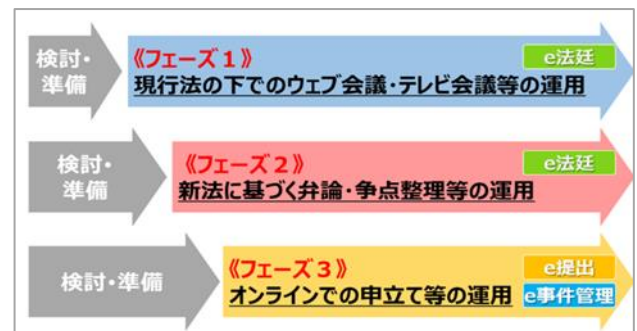 検討・
準備
《フェーズ１》
e法廷
現行法の下でのウェブ会議・テレビ会議等の運用
検討・
準備
《フェーズ２》
e法廷
新法に基づく弁論・争点整理等の運用
検討・準備
《フェーズ３》
e提出
オンラインでの申立て等の運用
e事件管理